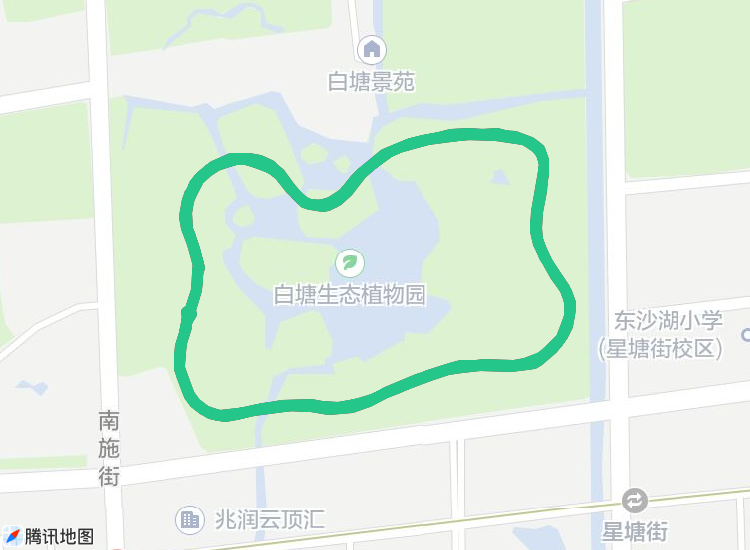 白塘景苑
白塘生态植物园
东沙湖小学
(星塘街校区)
南
施
街
兆润云顶汇
星塘街
腾讯地图